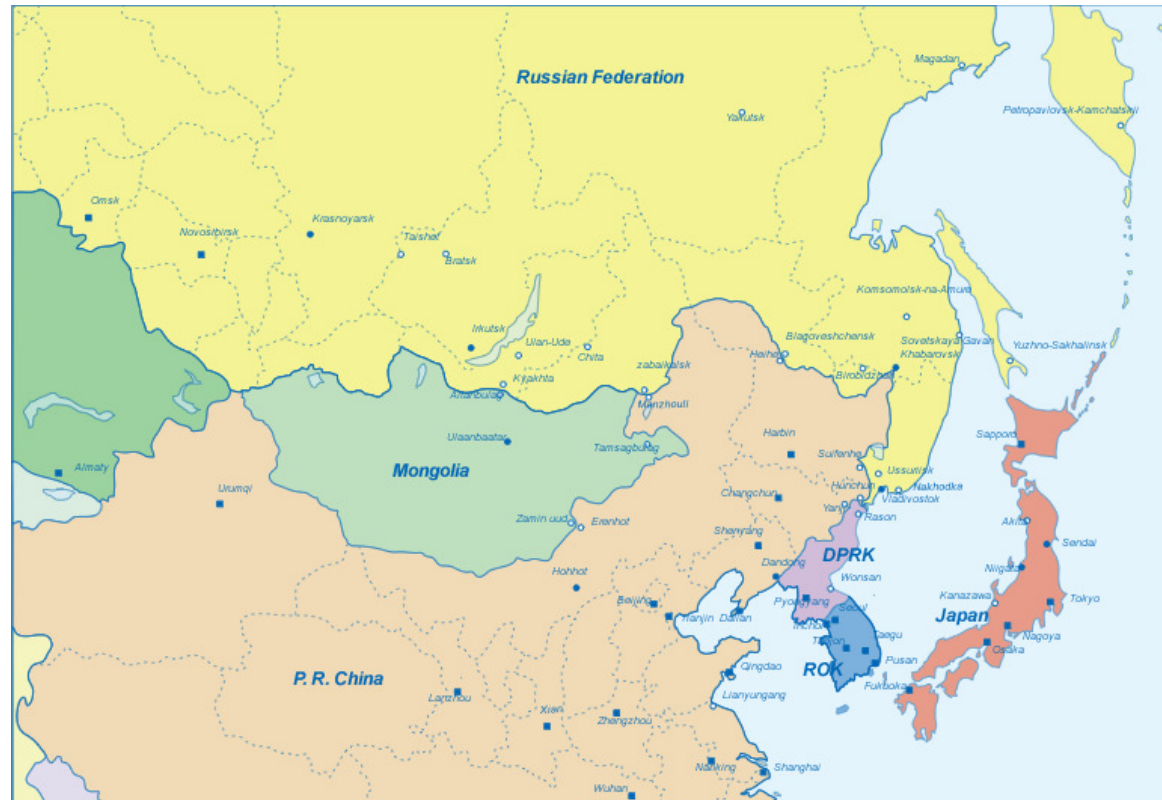 Magadan
Russian Federation
Petropavlovsk-Kamchatskii
Yakutsk
Omsk
Krasnoyarsk
Novosibirsk
Taishet
Bratsk
Komsomolsk-na-Amure
Irkutsk
Ulan-Ude
Chita
Blagoveshchensk
Sovetskaya Gavan
Heihe
Khabarovsk
Yuzhno-Sakhalinsk
zabaikalsk
Birobidzhan
Kyakhta
Altanbulag
Manzhouli
Ulaanbaatar
Harbin
Sapporo
Tamsagbulag
Suifenhe
Almaty
Mongolia
Ussuriisk
Urumqi
Changchun
Hunchun
Nakhodka
Vladivostok
Yanji
Rason
Zamin uud
Erenhot
Akita
Shenyang
Sendai
DPRK
Dandong
Niigata
Hohhot
Wonsan
Kanazawa
Beijing
Pyongyang
Tokyo
Seoul
Tianjin
Dalian
Inchon
Japan
Taegu
Nagoya
Osaka
Qingdao
ROK
Pusan
P. R. China
Fukuoka
Lianyungang
Lanzhou
Xian
Zhengzhou
Nanking
Shanghai
Wuhan